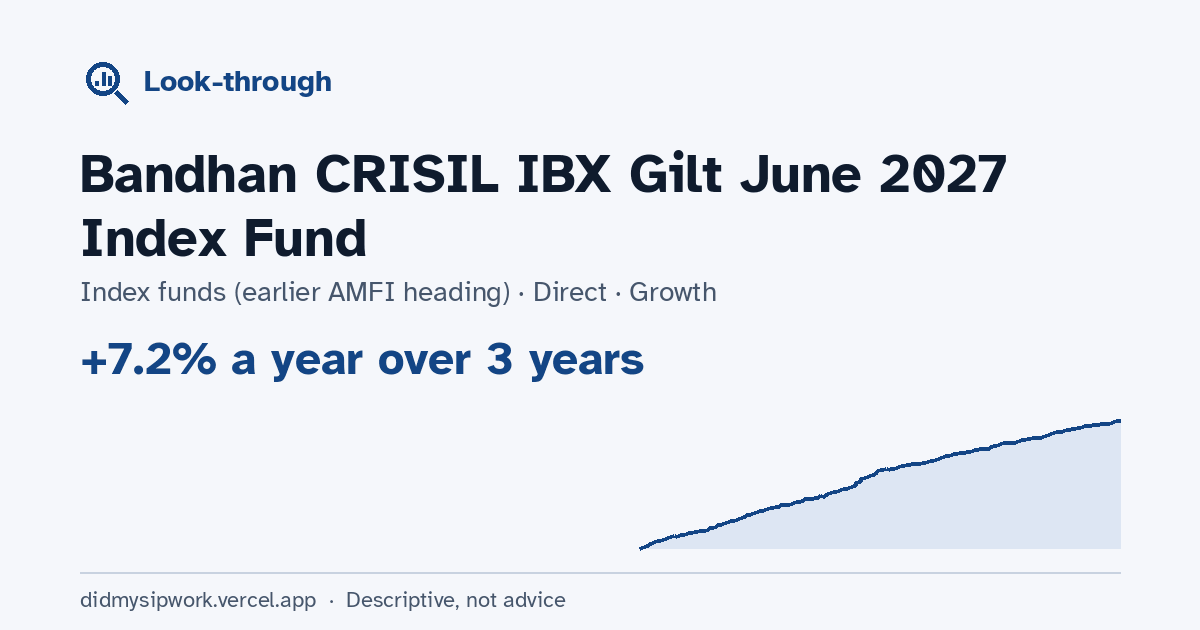 Look-through
Bandhan CRISIL IBX Gilt June 2027
Index Fund
Index funds (earlier AMFI heading) · Direct · Growth
+7.2% a year over 3 years
didmysipwork.vercel.app · Descriptive, not advice